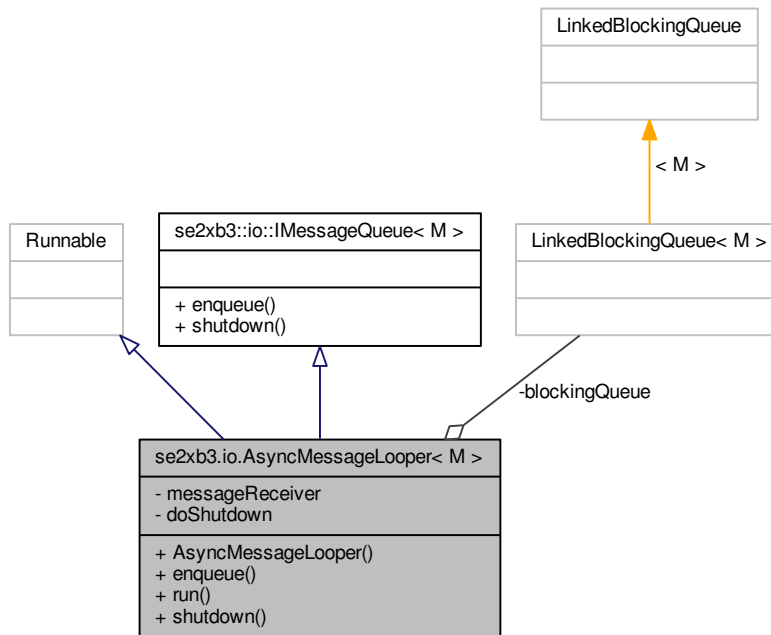 LinkedBlockingQueue
< M >
Runnable
se2xb3::io::IMessageQueue< M >
+ enqueue()
+ shutdown()
LinkedBlockingQueue< M >
-blockingQueue
se2xb3.io.AsyncMessageLooper< M >
- messageReceiver
- doShutdown
+ AsyncMessageLooper()
+ enqueue()
+ run()
+ shutdown()